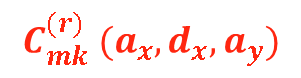 C_{mk}^{(r)} (a_x, d_x, a_y)